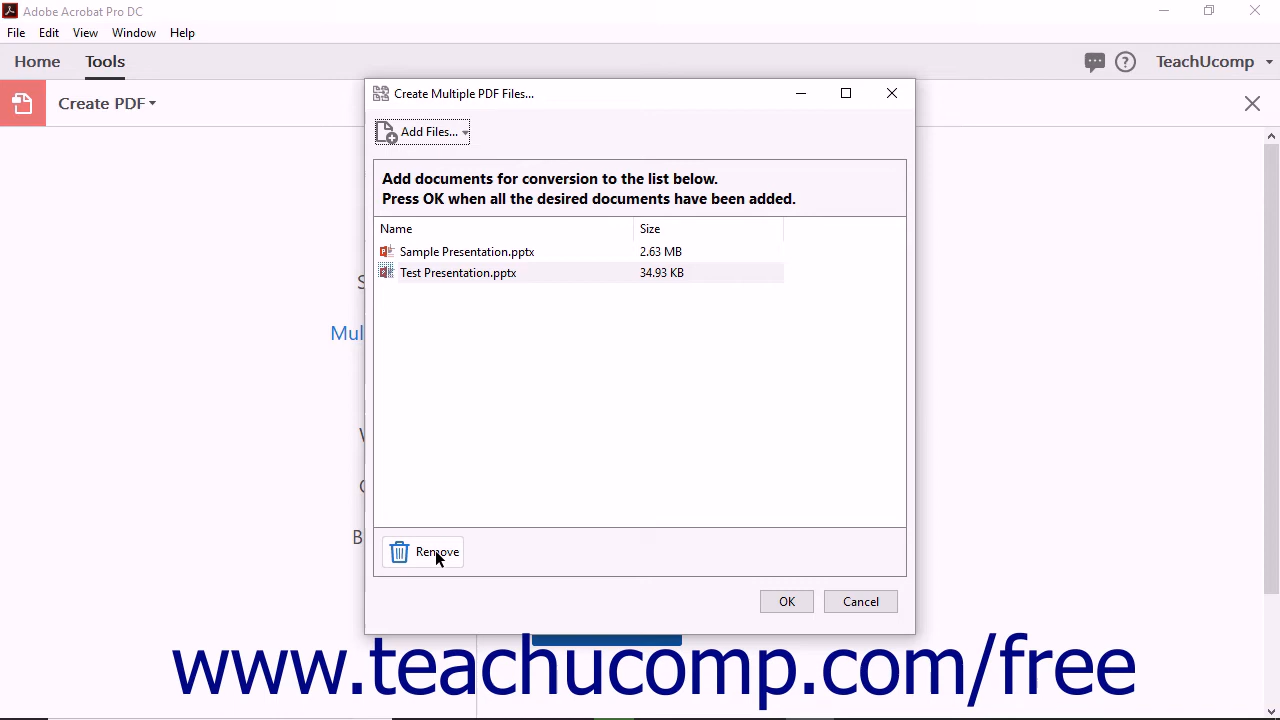 Adobe Acrobat Pro DC
File Edit View Window Help
Home Tools TeachUcomp
Create PDF
Create Multiple PDF Files...
Add Files...
Add documents for conversion to the list below.
Press OK when all the desired documents have been added.
Name Size
Sample Presentation.pptx 2.63 MB
Test Presentation.pptx 34.93 KB
Mul
B
Remove
OK Cancel
www.teachucomp.com/free